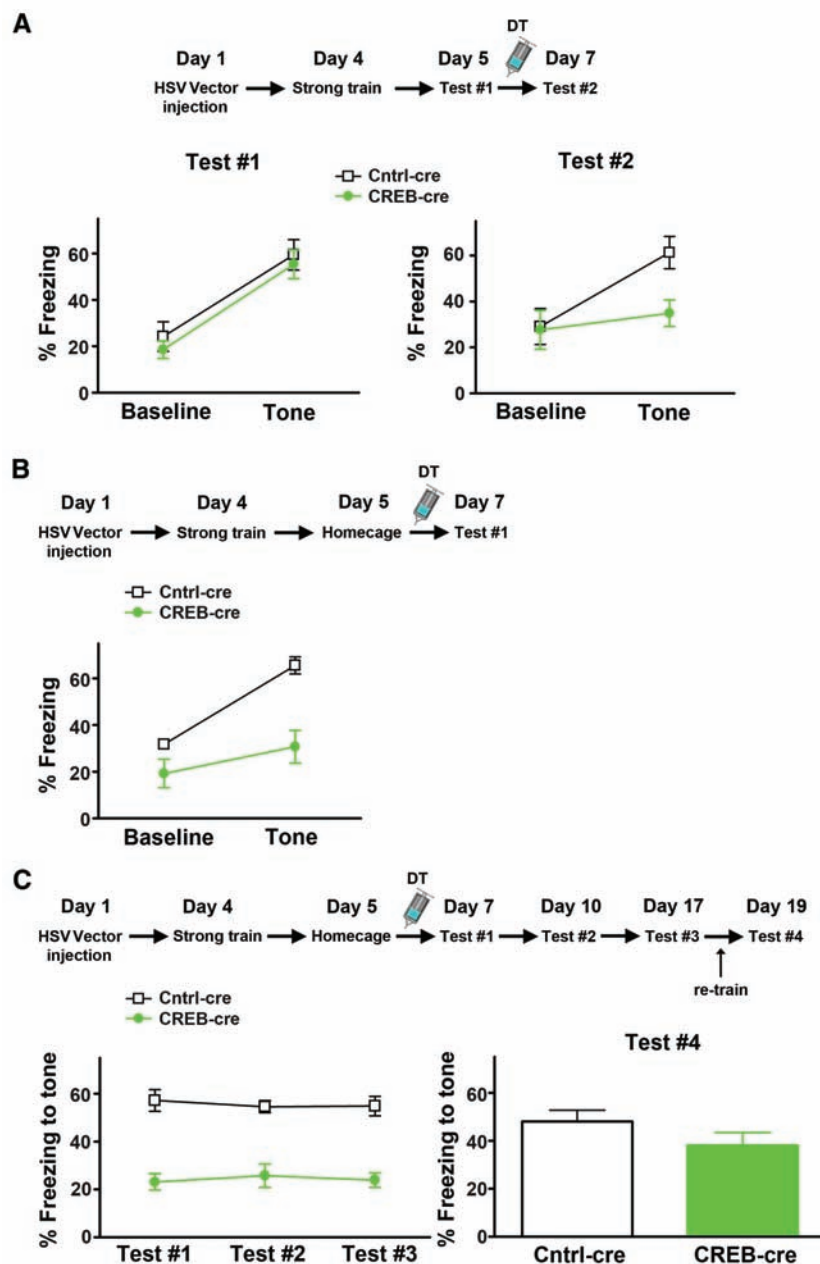 A
DT
Day 1 Day 4 Day 5 Day 7
HSV Vector injection Strong train Test #1 Test #2
Test #1 Test #2
Cntrl-cre
CREB-cre
% Freezing
60
40
20
0
Baseline Tone
% Freezing
60
40
20
0
Baseline Tone
B
DT
Day 1 Day 4 Day 5 Day 7
HSV Vector injection Strong train Homecage Test #1
Cntrl-cre
CREB-cre
% Freezing
60
40
20
0
Baseline Tone
C
DT
Day 1 Day 4 Day 5 Day 7 Day 10 Day 17 Day 19
HSV Vector injection Strong train Homecage Test #1 Test #2 Test #3 Test #4
re-train
Cntrl-cre
CREB-cre
% Freezing to tone
60
40
20
0
Test #1 Test #2 Test #3
Test #4
% Freezing to tone
60
40
20
0
Cntrl-cre CREB-cre